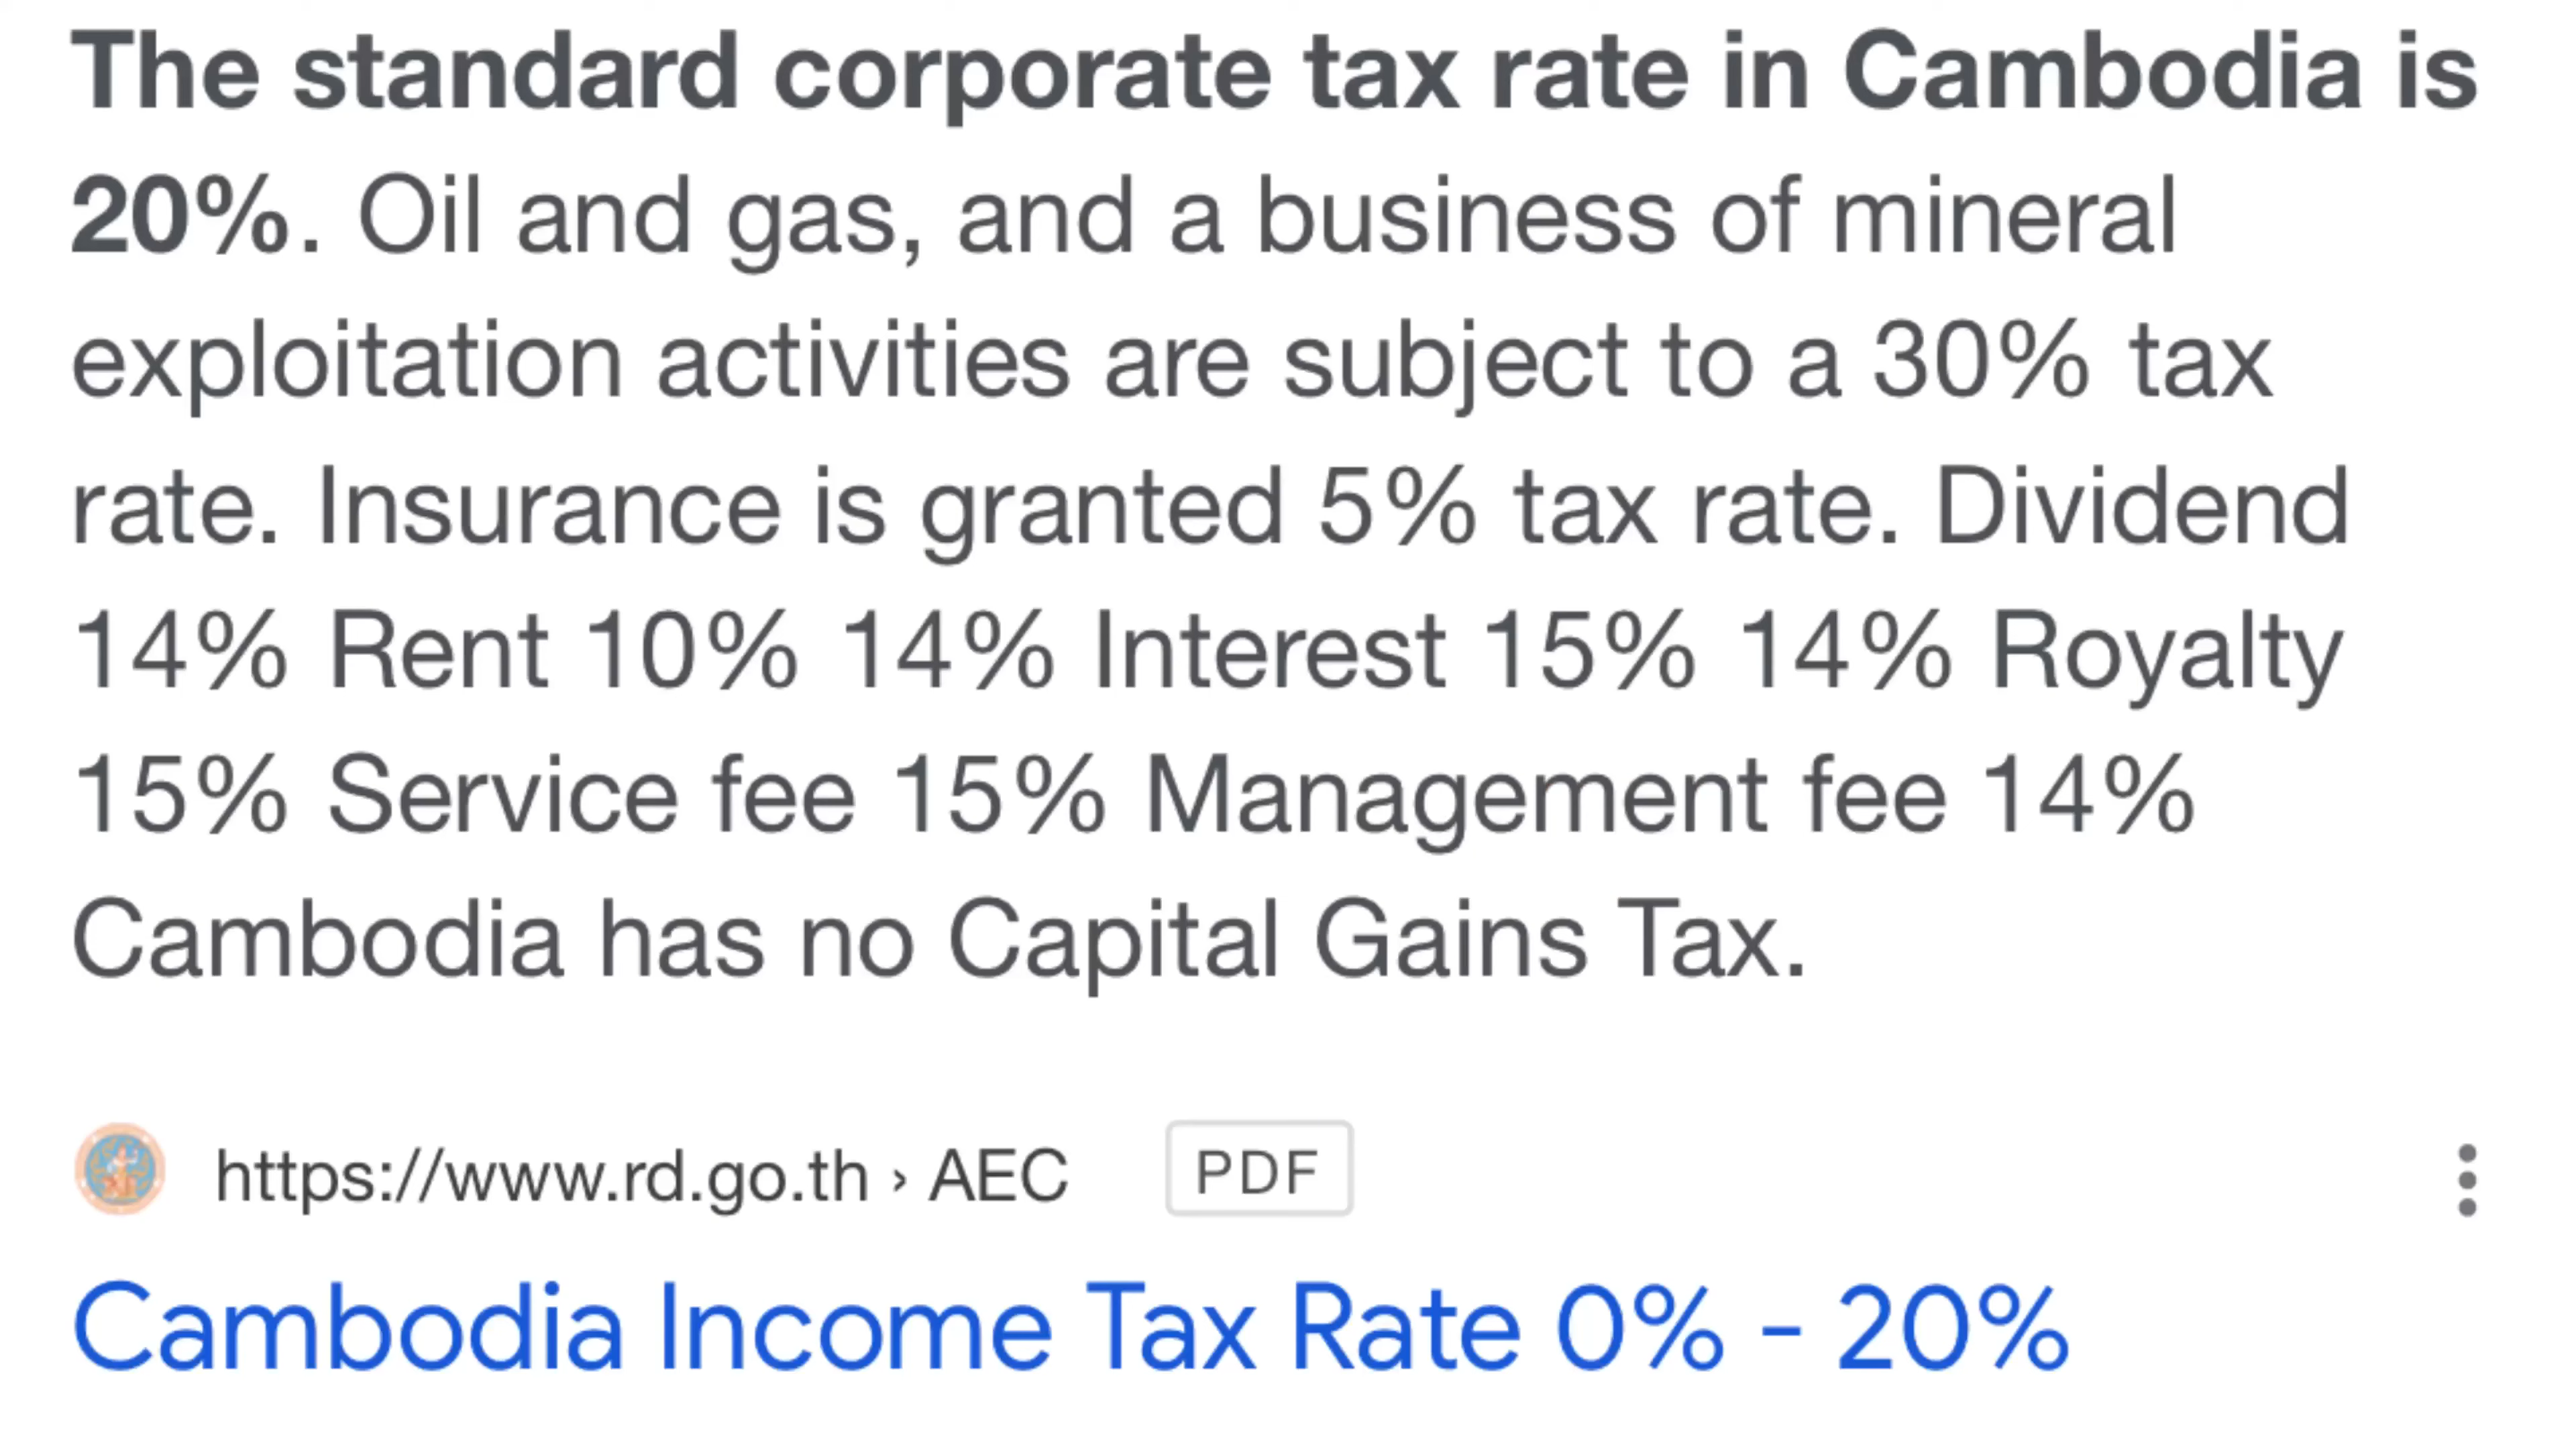 The standard corporate tax rate in Cambodia is
20%. Oil and gas, and a business of mineral
exploitation activities are subject to a 30% tax
rate. Insurance is granted 5% tax rate. Dividend
14% Rent 10% 14% Interest 15% 14% Royalty
15% Service fee 15% Management fee 14%
Cambodia has no Capital Gains Tax.
https://www.rd.go.th › AEC PDF
Cambodia Income Tax Rate 0% - 20%